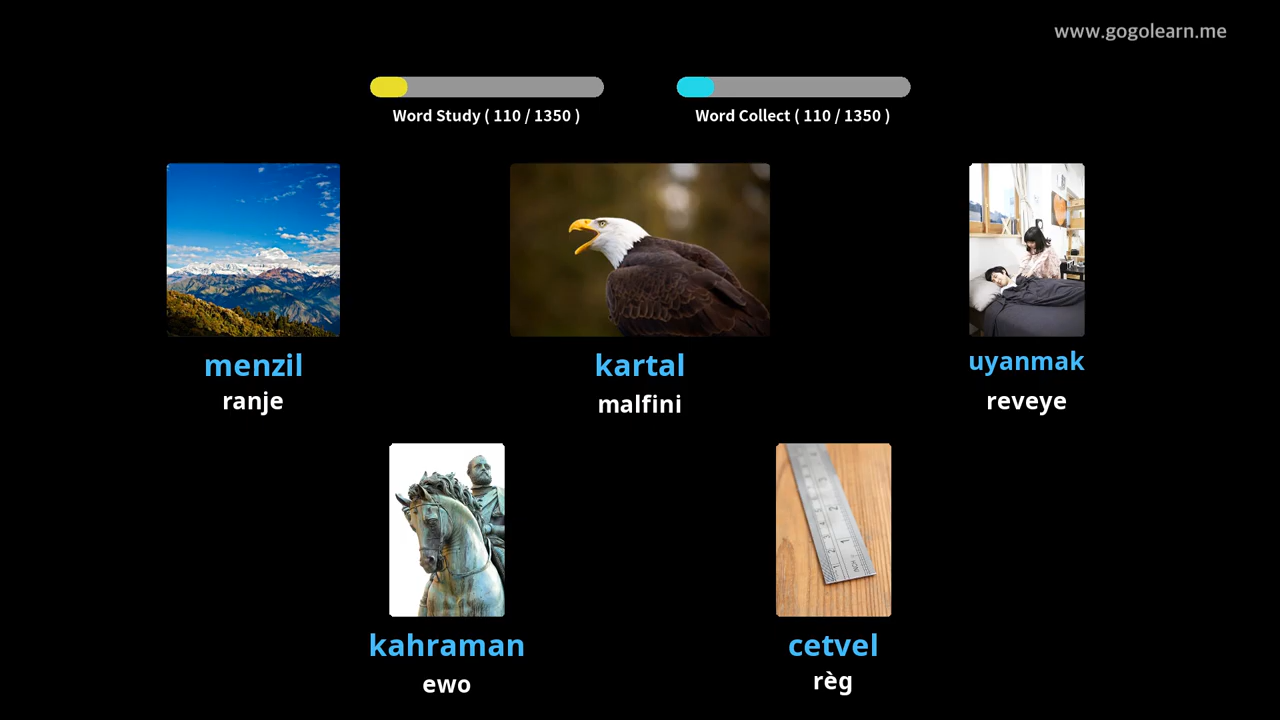 www.gogolearn.me
Word Study ( 110 / 1350 )
Word Collect ( 110 / 1350 )
menzil
ranje
kartal
malfini
uyanmak
reveye
kahraman
ewo
cetvel
règ